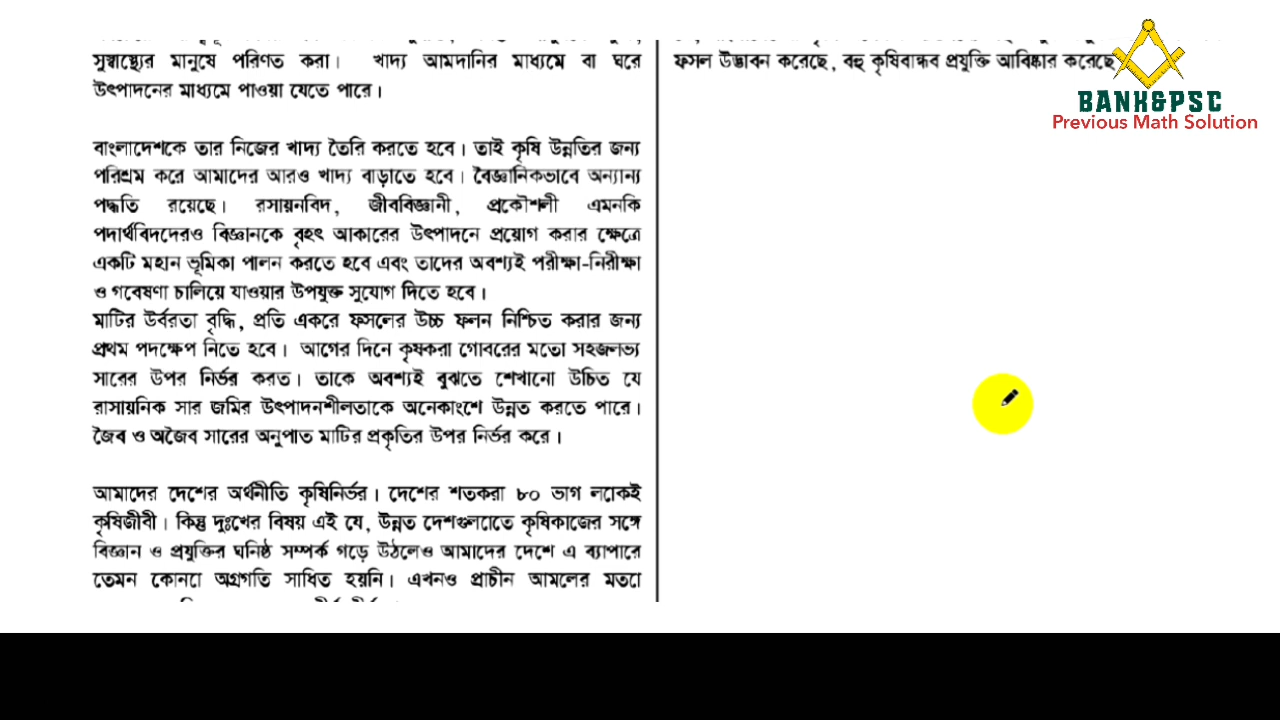 সুস্বাস্থ্যের মানুষে পরিণত করা। খাদ্য আমদানির মাধ্যমে বা ঘরে
উৎপাদনের মাধ্যমে পাওয়া যেতে পারে।
বাংলাদেশকে তার নিজের খাদ্য তৈরি করতে হবে। তাই কৃষি উন্নতির জন্য
পরিশ্রম করে আমাদের আরও খাদ্য বাড়াতে হবে। বৈজ্ঞানিকভাবে অন্যান্য
পদ্ধতি রয়েছে। রসায়নবিদ, জীববিজ্ঞানী, প্রকৌশলী এমনকি
পদার্থবিদদেরও বিজ্ঞানকে বৃহৎ আকারের উৎপাদনে প্রয়োগ করার ক্ষেত্রে
একটি মহান ভূমিকা পালন করতে হবে এবং তাদের অবশ্যই পরীক্ষা-নিরীক্ষা
ও গবেষণা চালিয়ে যাওয়ার উপযুক্ত সুযোগ দিতে হবে।
মাটির উর্বরতা বৃদ্ধি, প্রতি একরে ফসলের উচ্চ ফলন নিশ্চিত করার জন্য
প্রথম পদক্ষেপ নিতে হবে। আগের দিনে কৃষকরা গোবরের মতো সহজলভ্য
সারের উপর নির্ভর করত। তাকে অবশ্যই বুঝতে শেখানো উচিত যে
রাসায়নিক সার জমির উৎপাদনশীলতাকে অনেকাংশে উন্নত করতে পারে।
জৈব ও অজৈব সারের অনুপাত মাটির প্রকৃতির উপর নির্ভর করে।
আমাদের দেশের অর্থনীতি কৃষিনির্ভর। দেশের শতকরা ৮০ ভাগ লোকেই
কৃষিজীবী। কিন্তু দুঃখের বিষয় এই যে, উন্নত দেশগুলোতে কৃষিকাজের সঙ্গে
বিজ্ঞান ও প্রযুক্তির ঘনিষ্ঠ সম্পর্ক গড়ে উঠলেও আমাদের দেশে এ ব্যাপারে
তেমন কোনো অগ্রগতি সাধিত হয়নি। এখনও প্রাচীন আমলের মতো
ফসল উদ্ভাবন করেছে, বহু কৃষিবান্ধব প্রযুক্তি আবিষ্কার করেছে
BANK&PSC
Previous Math Solution